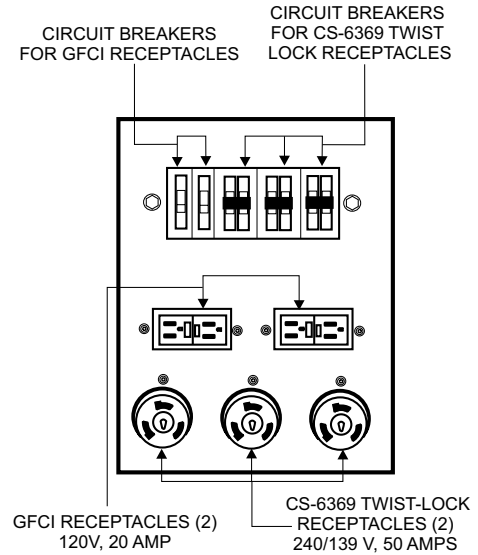 CIRCUIT BREAKERS
FOR GFCI RECEPTACLES
CIRCUIT BREAKERS
FOR CS-6369 TWIST
LOCK RECEPTACLES
GFCI RECEPTACLES (2)
120V, 20 AMP
CS-6369 TWIST-LOCK
RECEPTACLES (2)
240/139 V, 50 AMPS